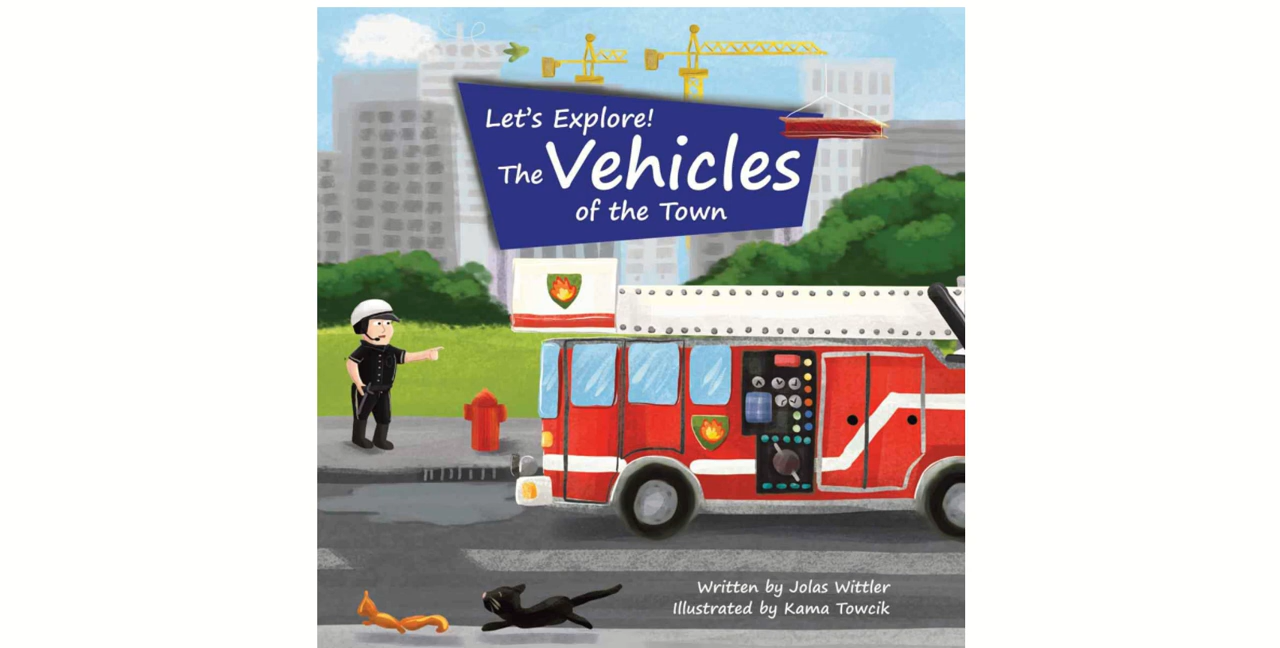 Let's Explore!
The Vehicles
of the Town
Written by Jolas Wittler
Illustrated by Kama Towcik